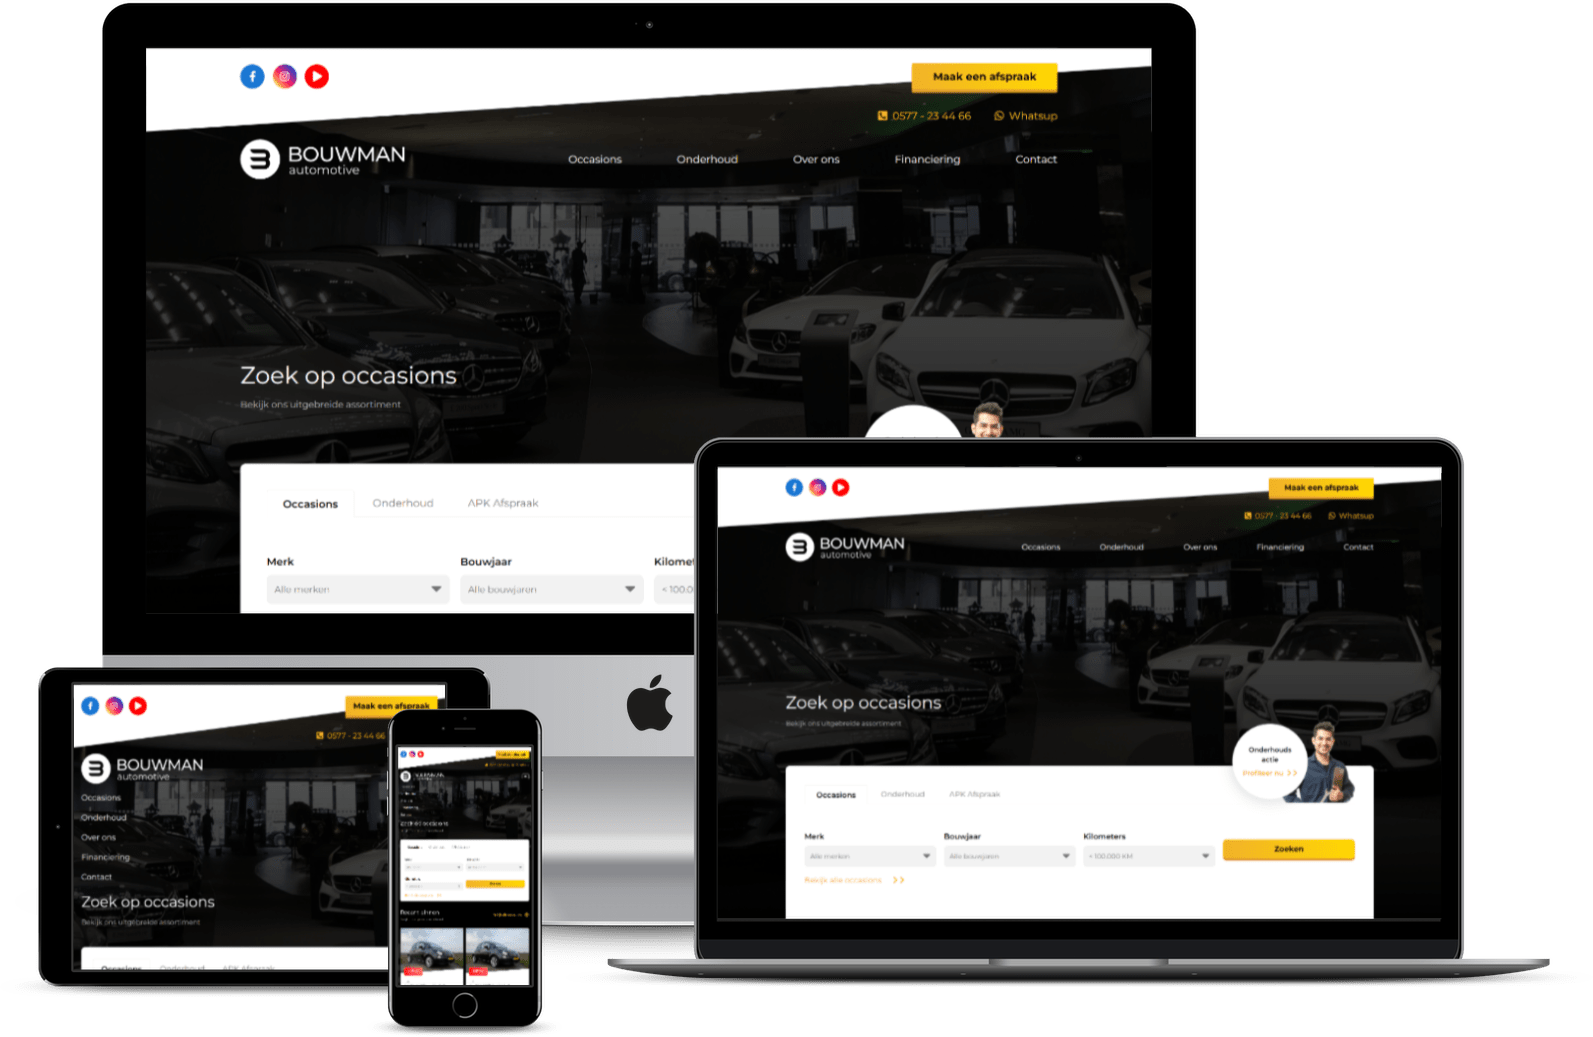 Maak een afspraak
0577 - 23 44 66 Whatsup
BOUWMAN
automotive
Occasions Onderhoud Over ons Financiering Contact
Zoek op occasions
Bekijk ons uitgebreide assortiment
Occasions Onderhoud APK Afspraak
Merk Bouwjaar Kilome
Alle merken Alle bouwjaren < 100.0
Maak een afspraak
0577 - 23 44 66 Whatsup
BOUWMAN
automotive
Occasions Onderhoud Over ons Financiering Contact
Zoek op occasions
Bekijk ons uitgebreide assortiment
Onderhouds
actie
Profiteer nu >>
Occasions Onderhoud APK Afspraak
Merk Bouwjaar Kilometers
Alle merken Alle bouwjaren < 100.000 KM Zoeken
Bekijk alle occasions >>
Maak een afspraak
0577 - 23 44 66
BOUWMAN
automotive
Occasions
Onderhoud
Over ons
Financiering
Contact
Zoek op occasions
Bekijk ons uitgebreide assortiment
Occasions Onderhoud APK Afspraak